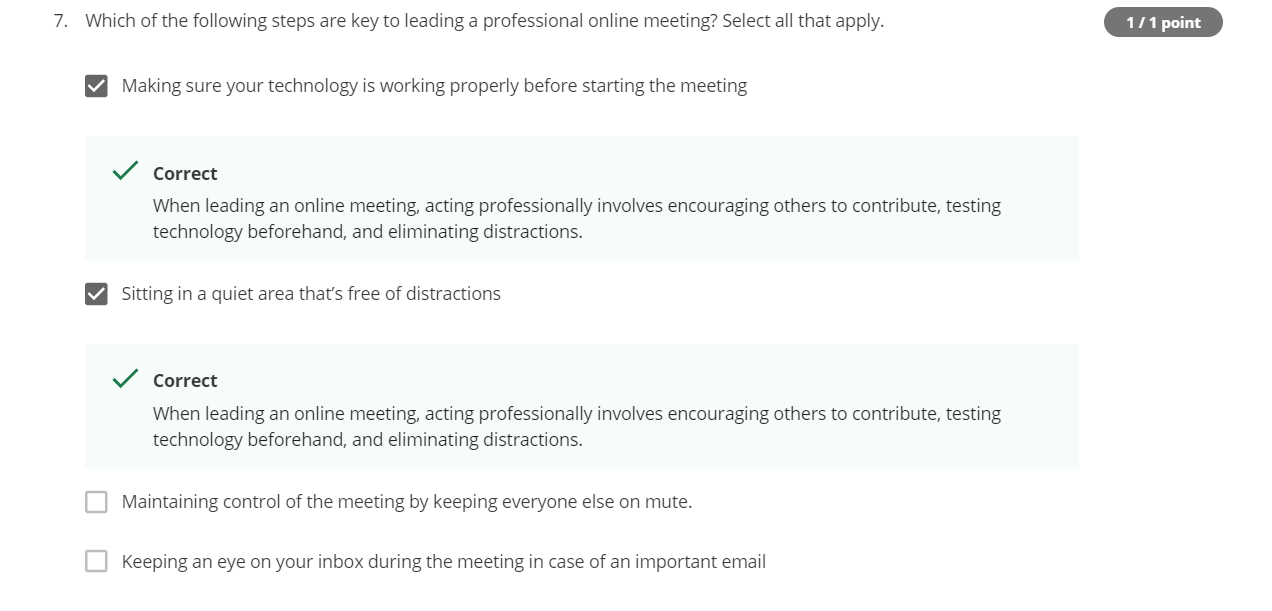 7. Which of the following steps are key to leading a professional online meeting? Select all that apply.
1 / 1 point
Making sure your technology is working properly before starting the meeting
Correct
When leading an online meeting, acting professionally involves encouraging others to contribute, testing
technology beforehand, and eliminating distractions.
Sitting in a quiet area that’s free of distractions
Correct
When leading an online meeting, acting professionally involves encouraging others to contribute, testing
technology beforehand, and eliminating distractions.
Maintaining control of the meeting by keeping everyone else on mute.
Keeping an eye on your inbox during the meeting in case of an important email